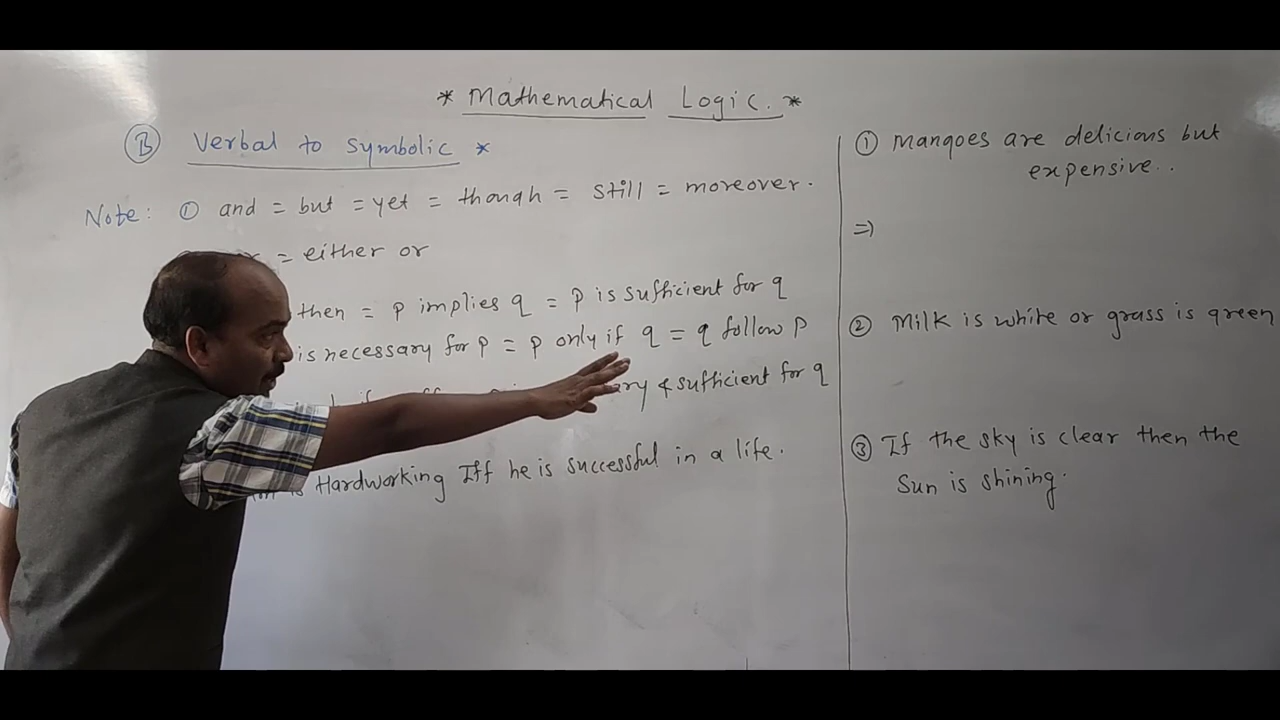 * Mathematical Logic. *
B Verbal to symbolic *
Note: ① and = but = yet = though = still = moreover.
= either or
then = p implies q = p is sufficient for q
is necessary for p = p only if q = q follow p
& sufficient for q
is Hardworking Iff he is successful in a life.
① Mangoes are delicious but
expensive..
⇒
② Milk is white or grass is green
③ If the sky is clear then the
Sun is shining.